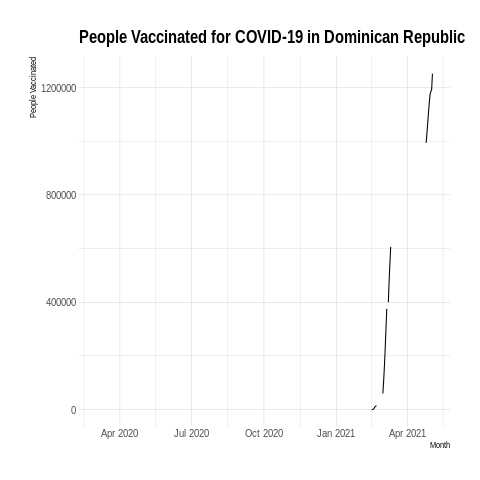 People Vaccinated for COVID-19 in Dominican Republic
People Vaccinated
1200000
800000
400000
0
Apr 2020
Jul 2020
Oct 2020
Jan 2021
Apr 2021
Month